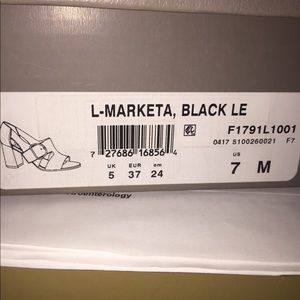 L-MARKETA, BLACK LE
F1791L1001
0417 5100260021 F7
7 27686 16856 4
UK EUR cm US
5 37 24 7 M